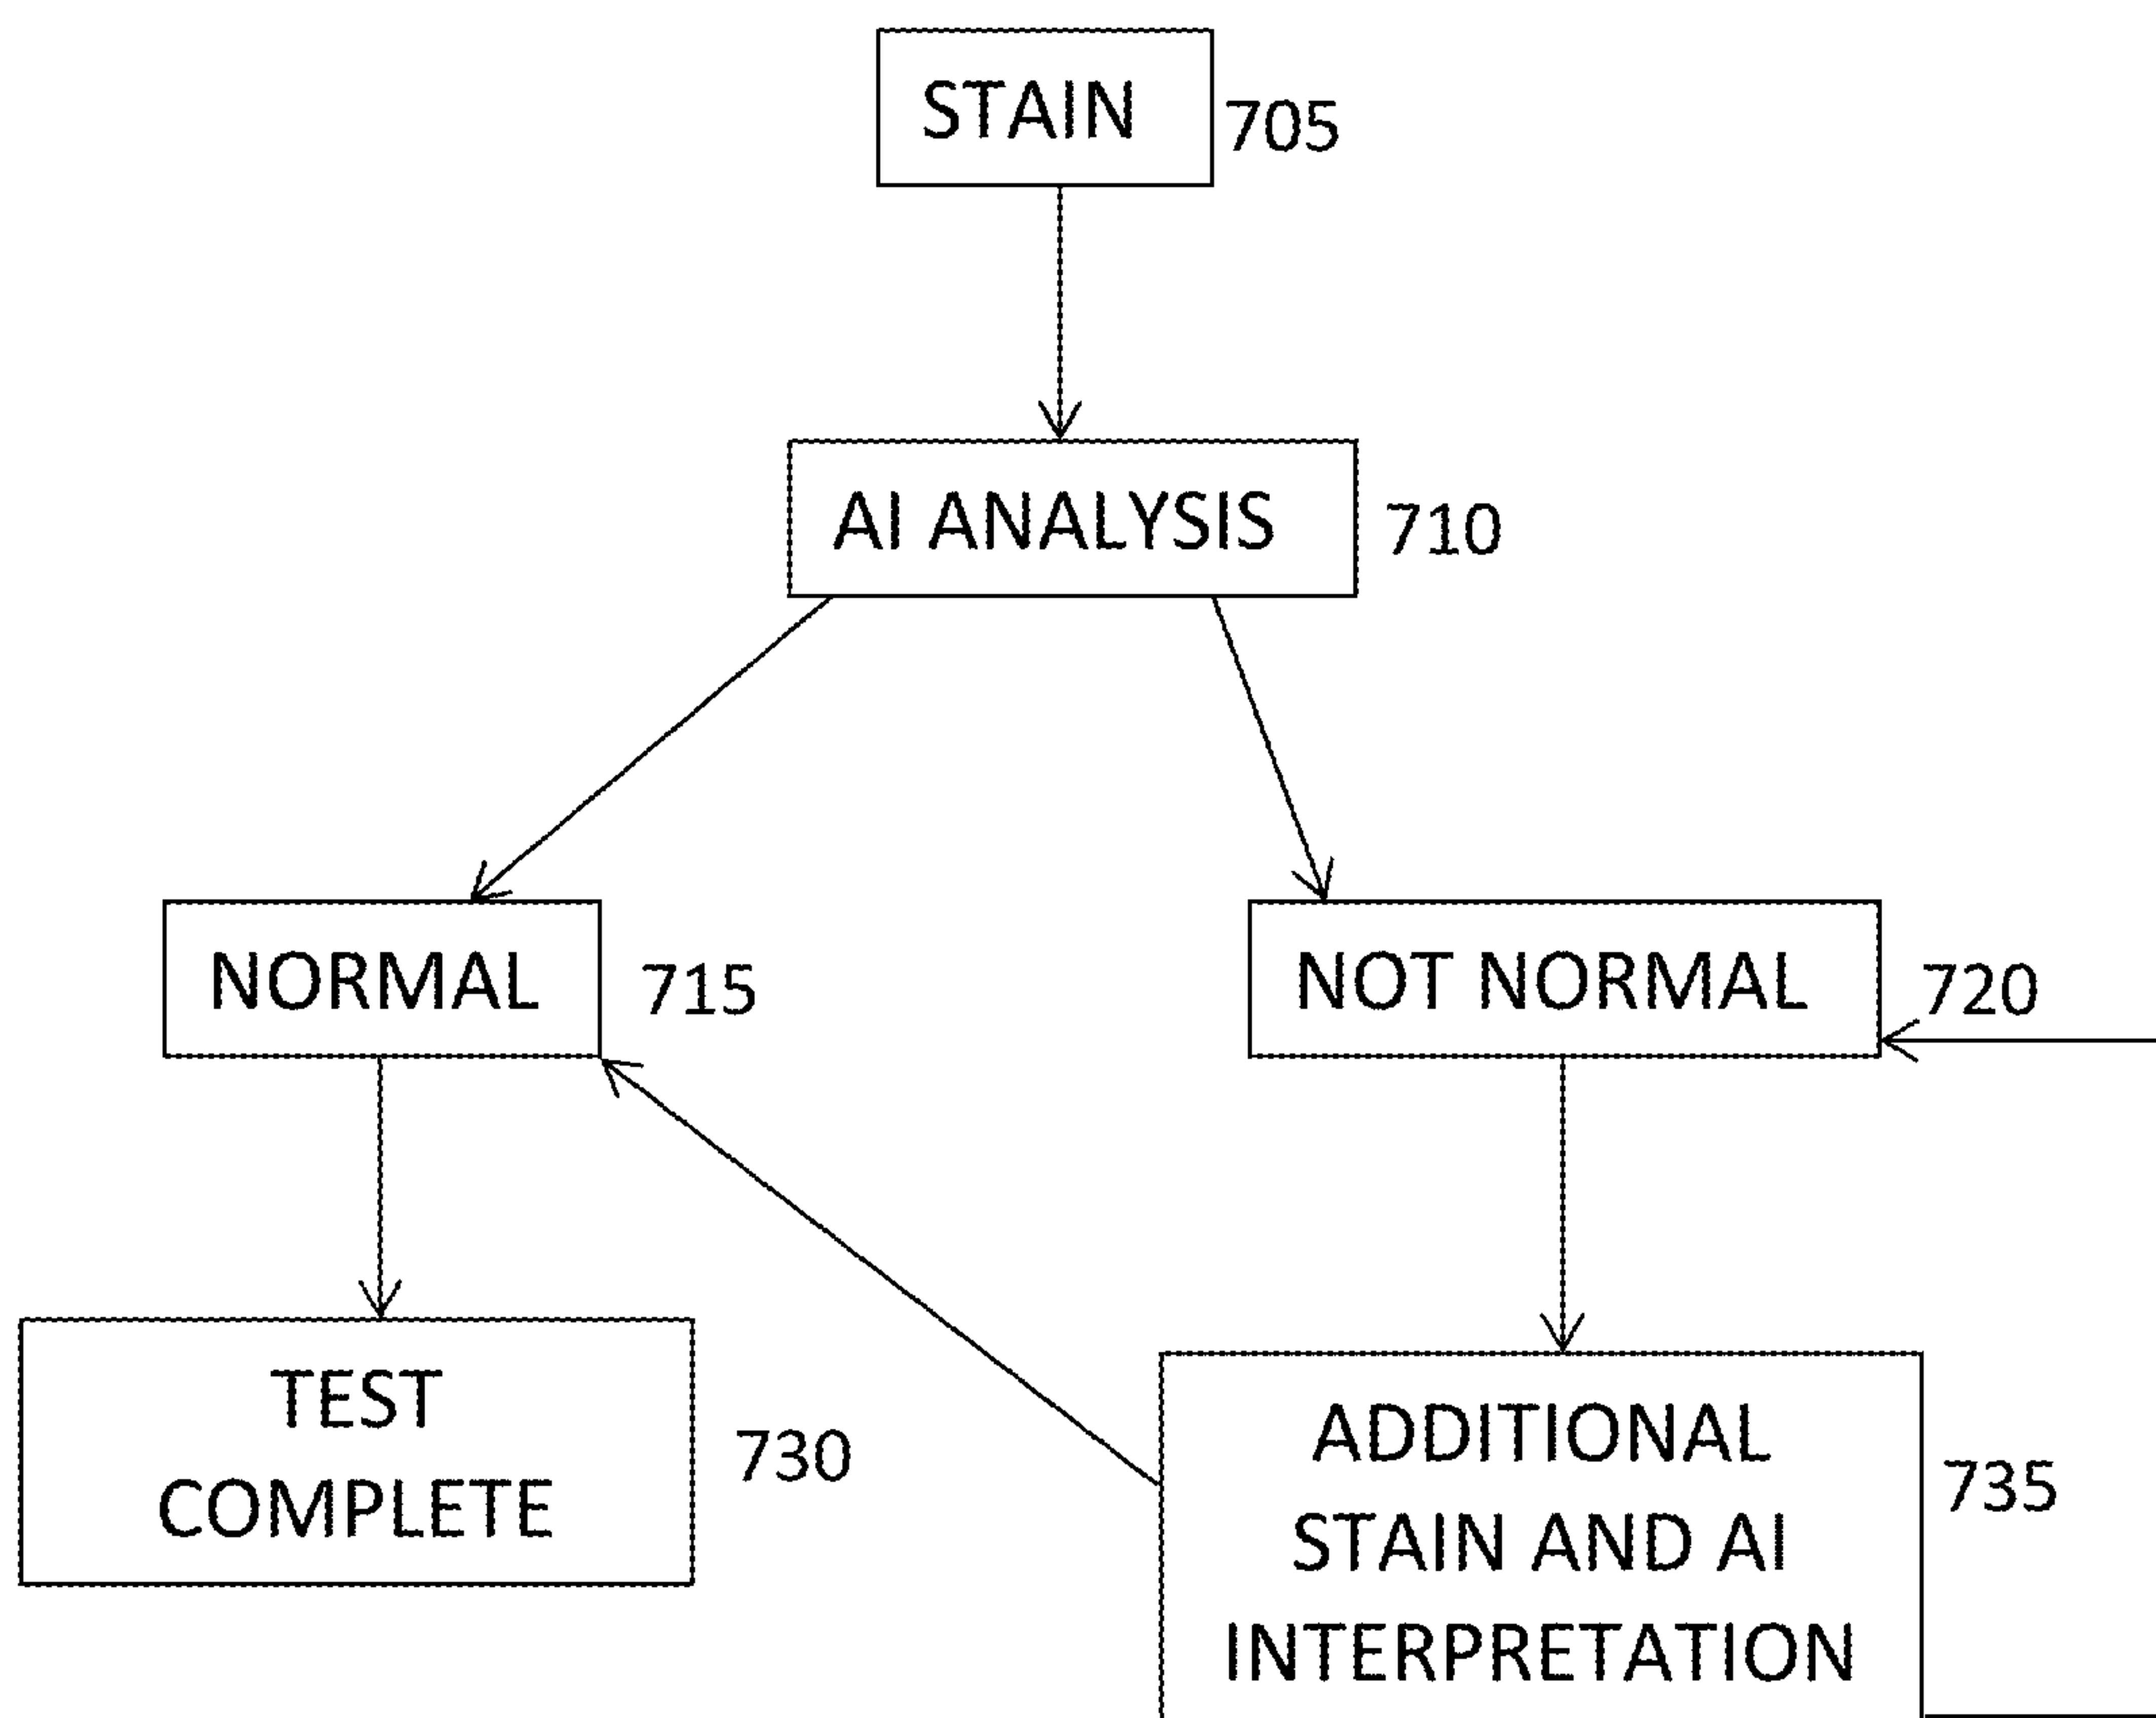 STAIN
705
AI ANALYSIS
710
NORMAL
715
NOT NORMAL
720
TEST
COMPLETE
730
ADDITIONAL
STAIN AND AI
INTERPRETATION
735